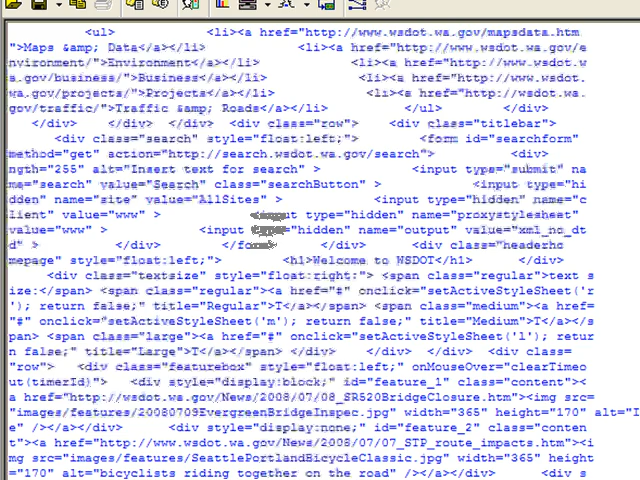 <ul> <li><a href="http://www.wsdot.wa.gov/mapsdata.htm
">Maps &amp; Data</a></li> <li><a href="http://www.wsdot.wa.gov/e
nvironment/">Environment</a></li> <li><a href="http://www.wsdot.w
a.gov/business/">Business</a></li> <li><a href="http://www.wsdot.
wa.gov/projects/">Projects</a></li> <li><a href="http://www.wsdot.wa.
gov/traffic/">Traffic &amp; Roads</a></li> </ul> </div>
</div> </div> </div> <div class="row"> <div class="titlebar">
<div class="search" style="float:left;"> <form id="searchform"
method="get" action="http://search.wsdot.wa.gov/search"> <div>
ngth="255" alt="Insert text for search" > <input type="submit" na
me="search" value="Search" class="searchButton" > <input type="hi
dden" name="site" value="AllSites" > <input type="hidden" name="c
lient" value="www" > <input type="hidden" name="proxystylesheet"
value="www" > <input type="hidden" name="output" value="xml_no_dt
d" > </div> </form> </div> <div class="headerho
mepage" style="float:left;"> <h1>Welcome to WSDOT</h1> </div>
<div class="textsize" style="float:right;"> <span class="regular">text s
ize:</span> <span class="regular"><a href="#" onclick="setActiveStyleSheet('r
'); return false;" title="Regular">T</a></span> <span class="medium"><a href=
"#" onclick="setActiveStyleSheet('m'); return false;" title="Medium">T</a></s
pan> <span class="large"><a href="#" onclick="setActiveStyleSheet('l'); retur
n false;" title="Large">T</a></span> </div> </div> </div> <div class=
"row"> <div class="featurebox" style="float:left;" onMouseOver="clearTimeo
ut(timerId)"> <div style="display:block;" id="feature_1" class="content"><
a href="http://www.wsdot.wa.gov/News/2008/07/08_SR520BridgeClosure.htm"><img src=
"images/features/20080709EvergreenBridgeInspec.jpg" width="365" height="170" alt="I
e" /></a></div> <div style="display:none;" id="feature_2" class="conten
t"><a href="http://www.wsdot.wa.gov/News/2008/07/07_STP_route_impacts.htm"><i
mg src="images/features/SeattlePortlandBicycleClassic.jpg" width="365" height
="170" alt="bicyclists riding together on the road" /></a></div> <div s